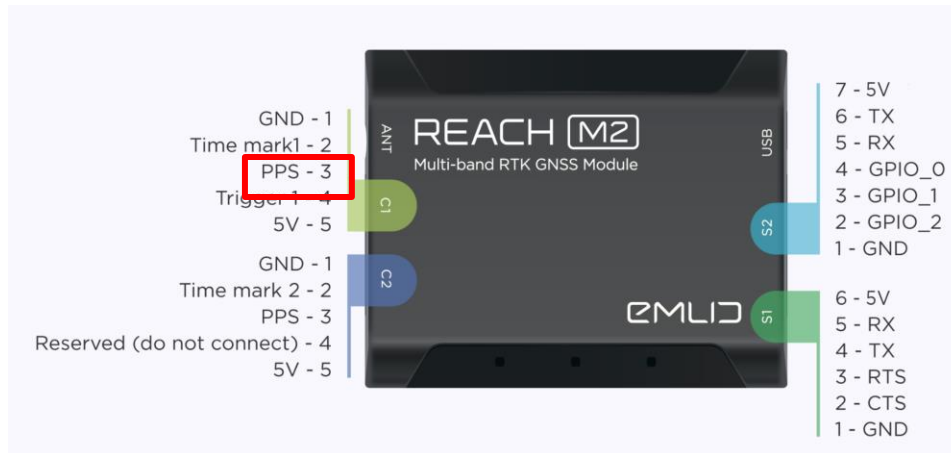 GND - 1
Time mark1 - 2
PPS - 3
Trigger 1 - 4
5V - 5
GND - 1
Time mark 2 - 2
PPS - 3
Reserved (do not connect) - 4
5V - 5
ANT
C1
C2
REACH M2
Multi-band RTK GNSS Module
EMLID
USB
S2
S1
7 - 5V
6 - TX
5 - RX
4 - GPIO_0
3 - GPIO_1
2 - GPIO_2
1 - GND
6 - 5V
5 - RX
4 - TX
3 - RTS
2 - CTS
1 - GND